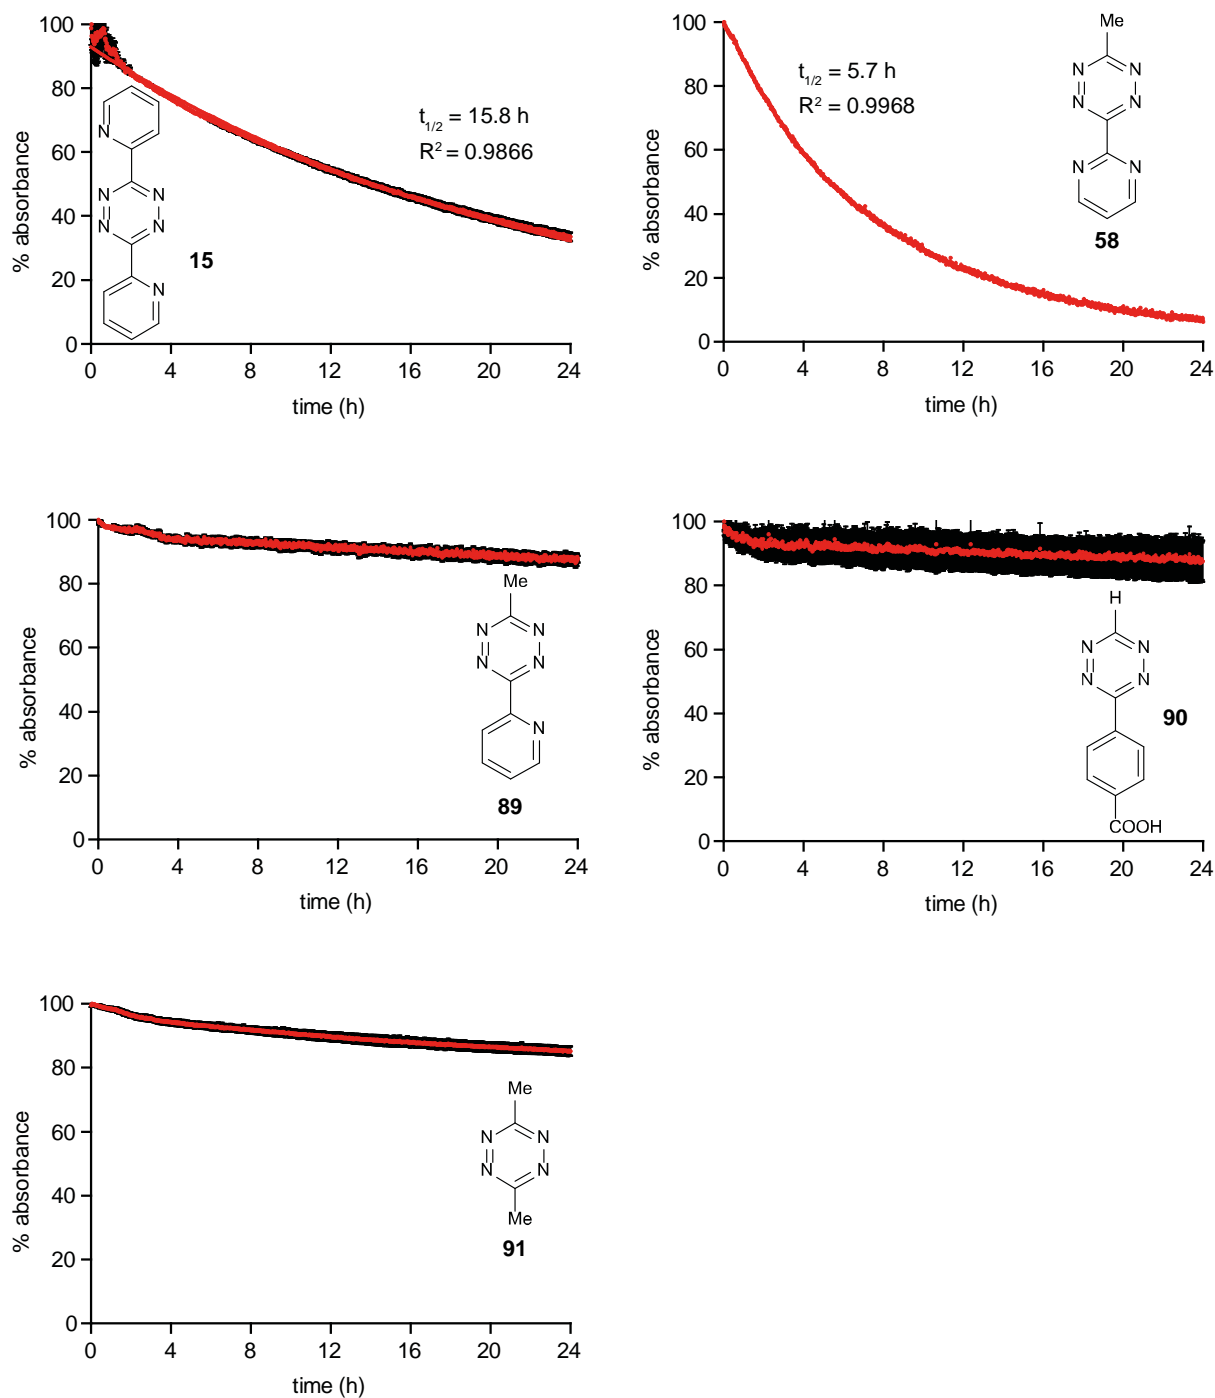 100
80
60
40
20
0
% absorbance
t1/2 = 15.8 h
R2 = 0.9866
N
N N
N N
N
15
0 4 8 12 16 20 24
time (h)
100
80
60
40
20
0
% absorbance
t1/2 = 5.7 h
R2 = 0.9968
Me
N N
N N
N N
58
0 4 8 12 16 20 24
time (h)
100
80
60
40
20
0
% absorbance
Me
N N
N N
N
89
0 4 8 12 16 20 24
time (h)
100
80
60
40
20
0
% absorbance
H
N N
N N
90
COOH
0 4 8 12 16 20 24
time (h)
100
80
60
40
20
0
% absorbance
Me
N N
N N
Me
91
0 4 8 12 16 20 24
time (h)